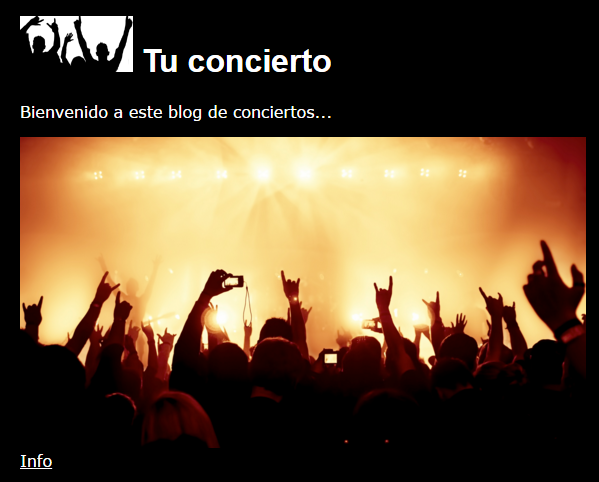 Tu concierto
Bienvenido a este blog de conciertos...
Info